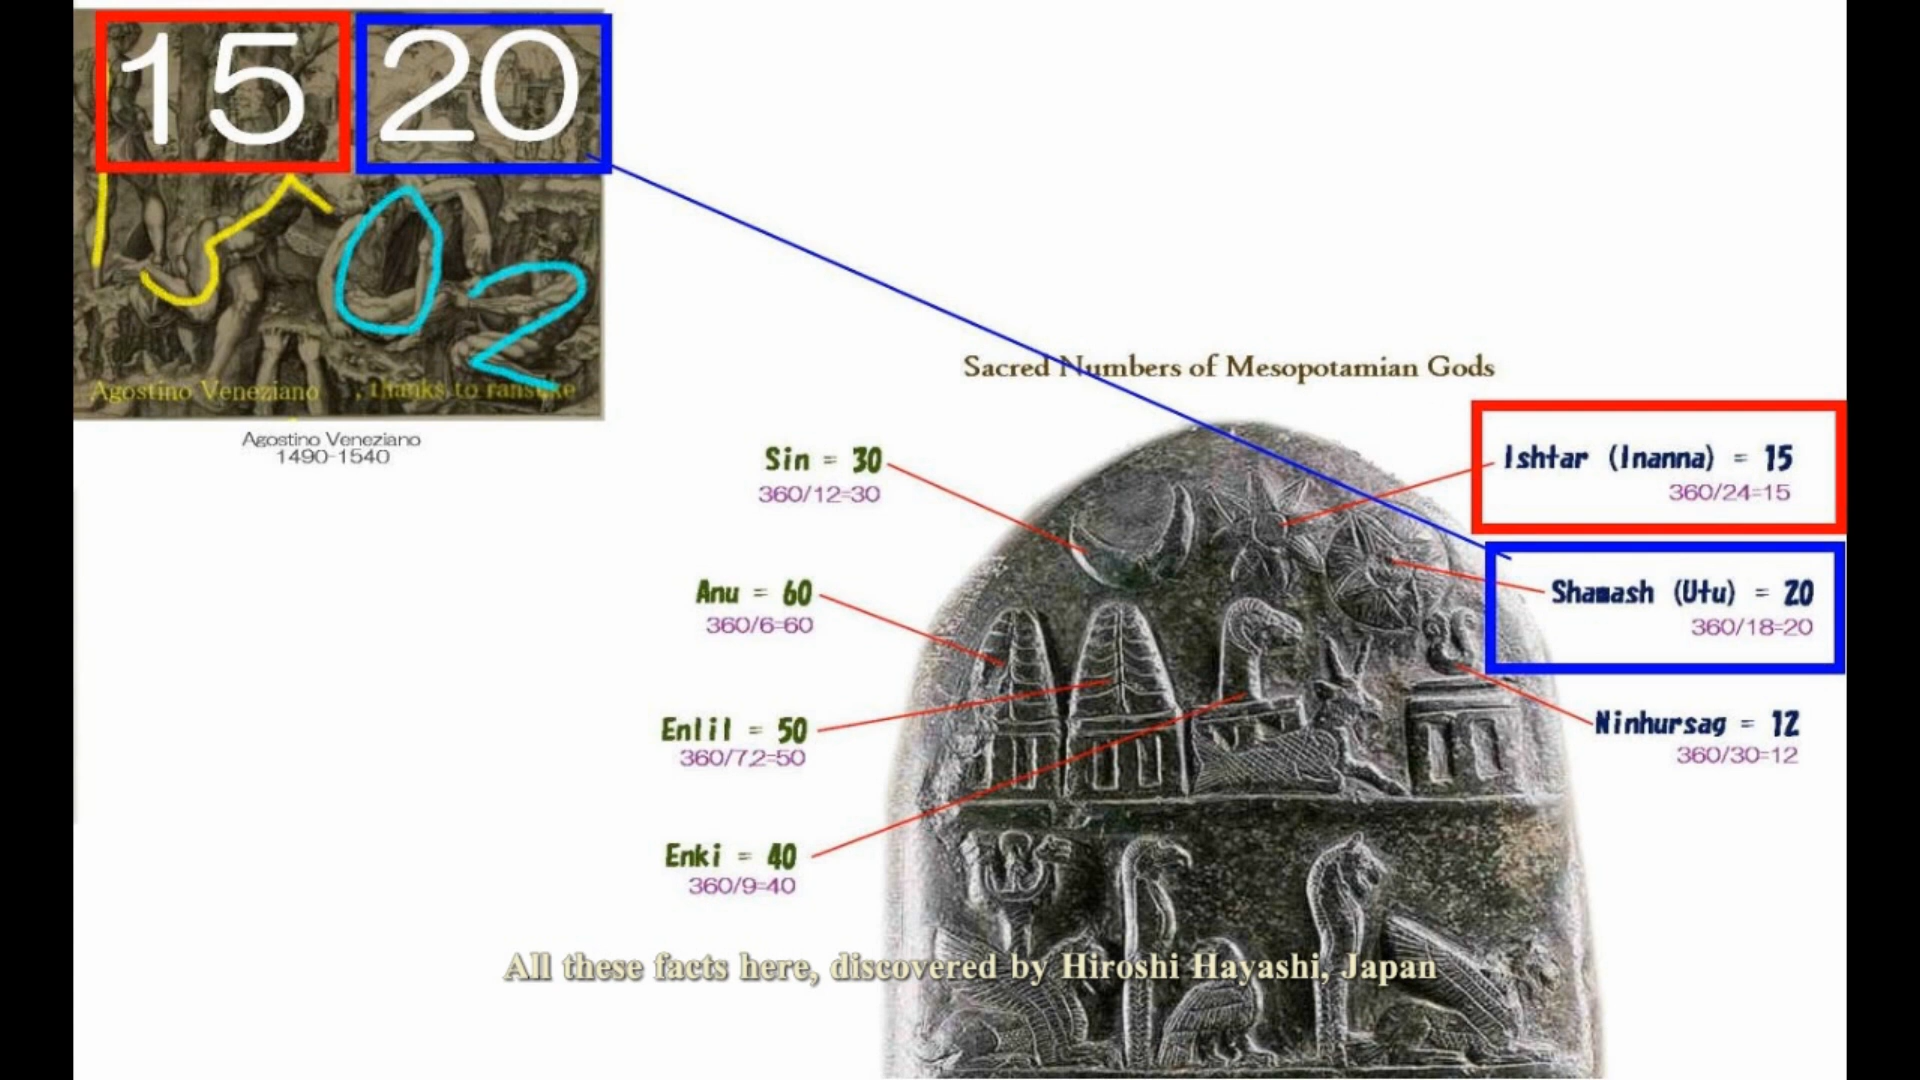 15 20
15 02
Agostino Veneziano , thanks to ransuke
Agostino Veneziano
1490-1540
Sacred Numbers of Mesopotamian Gods
Sin = 30
360/12=30
Ishtar (Inanna) = 15
360/24=15
Anu = 60
360/6=60
Shamash (Utu) = 20
360/18=20
Enlil = 50
360/7.2=50
Ninhursag = 12
360/30=12
Enki = 40
360/9=40
All these facts here, discovered by Hiroshi Hayashi, Japan